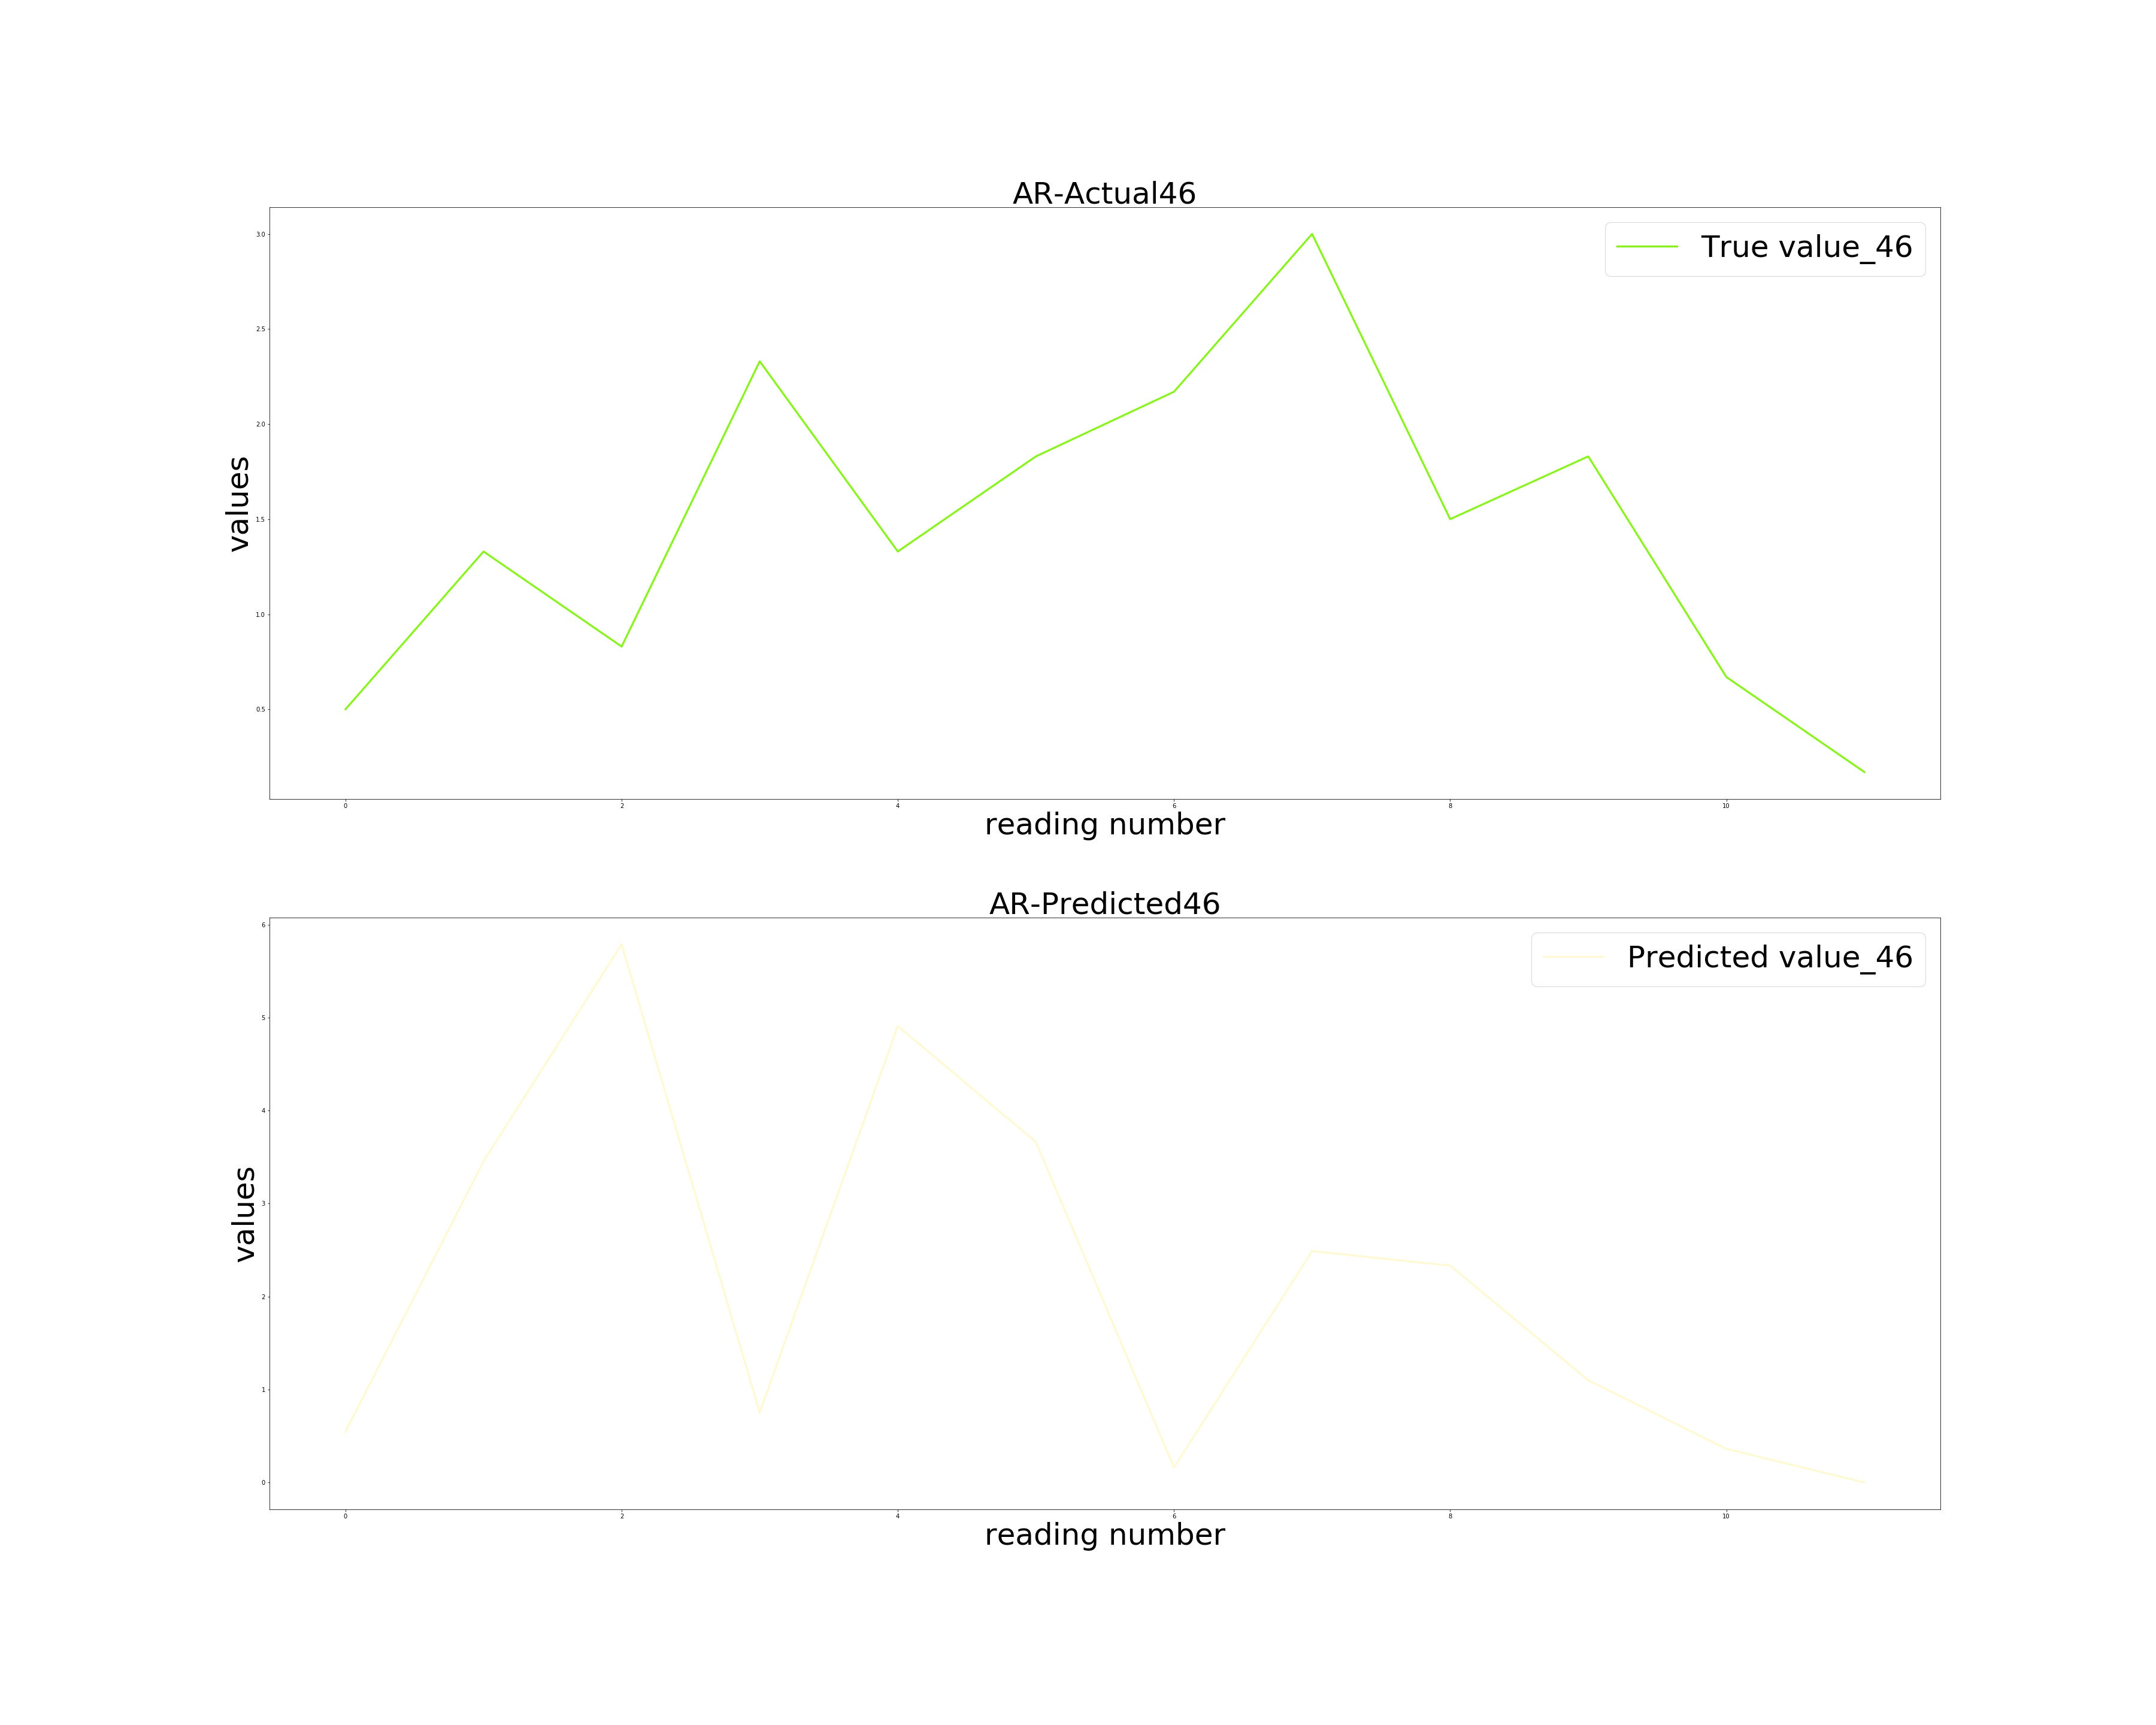 AR-Actual46
True value_46
3.0
2.5
2.0
1.5
1.0
0.5
values
0 2 4 6 8 10
reading number
AR-Predicted46
Predicted value_46
6
5
4
3
2
1
0
values
0 2 4 6 8 10
reading number